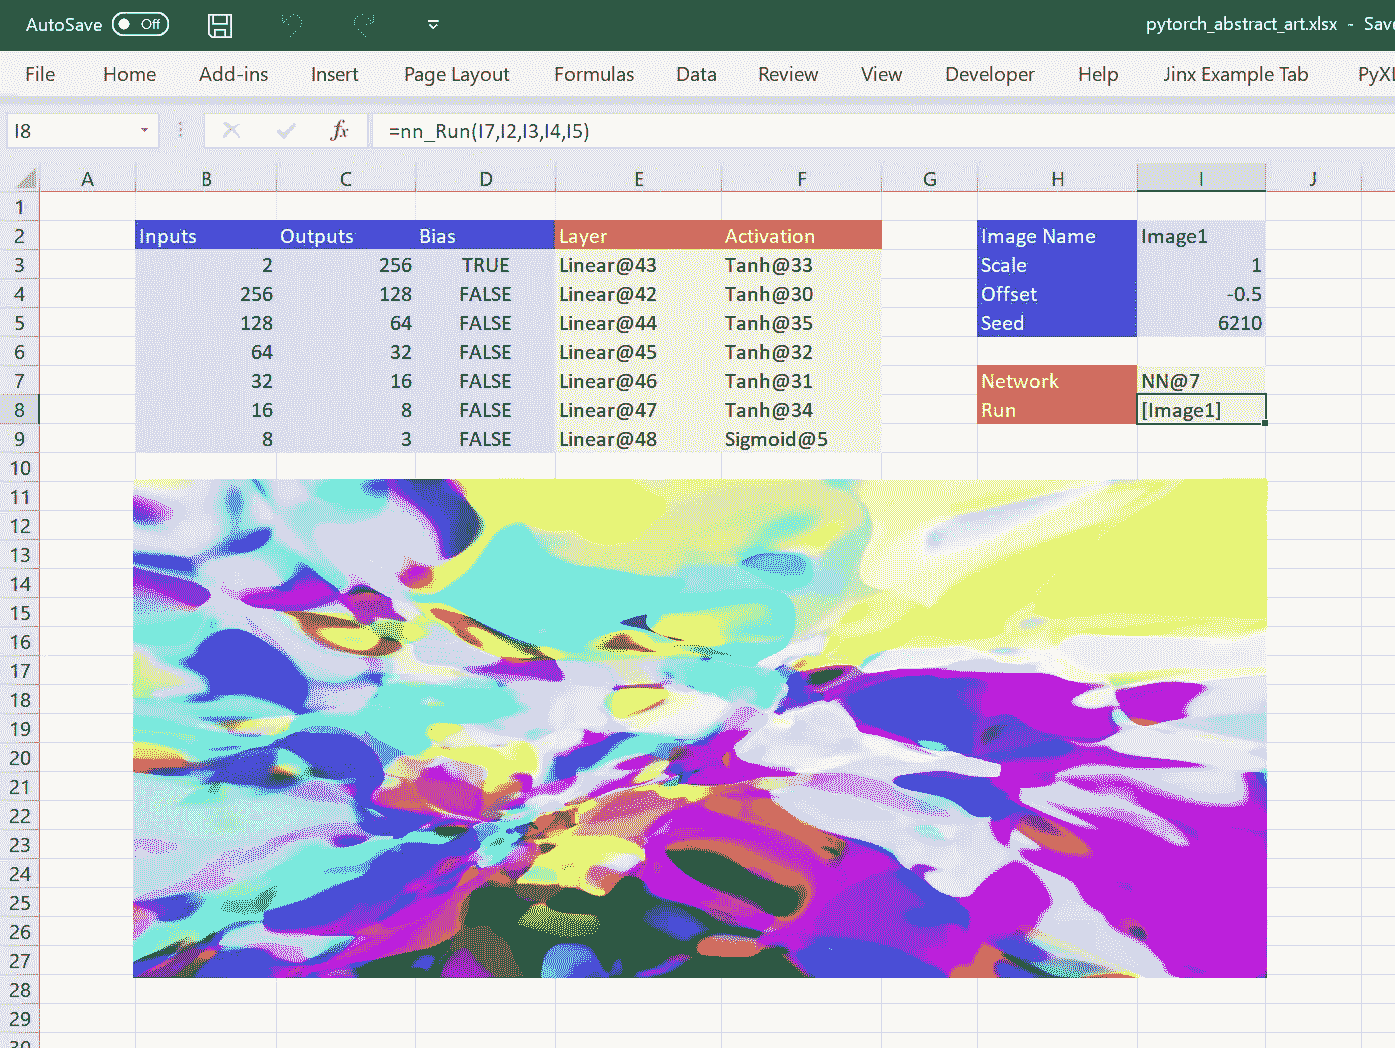 AutoSave Off pytorch_abstract_art.xlsx - Save
File Home Add-ins Insert Page Layout Formulas Data Review View Developer Help Jinx Example Tab PyXL
I8 fx =nn_Run(I7,I2,I3,I4,I5)
A B C D E F G H I J
1
2 Inputs Outputs Bias Layer Activation Image Name Image1
3 2 256 TRUE Linear@43 Tanh@33 Scale 1
4 256 128 FALSE Linear@42 Tanh@30 Offset -0.5
5 128 64 FALSE Linear@44 Tanh@35 Seed 6210
6 64 32 FALSE Linear@45 Tanh@32
7 32 16 FALSE Linear@46 Tanh@31 Network NN@7
8 16 8 FALSE Linear@47 Tanh@34 Run [Image1]
9 8 3 FALSE Linear@48 Sigmoid@5
10
11
12
13
14
15
16
17
18
19
20
21
22
23
24
25
26
27
28
29
30